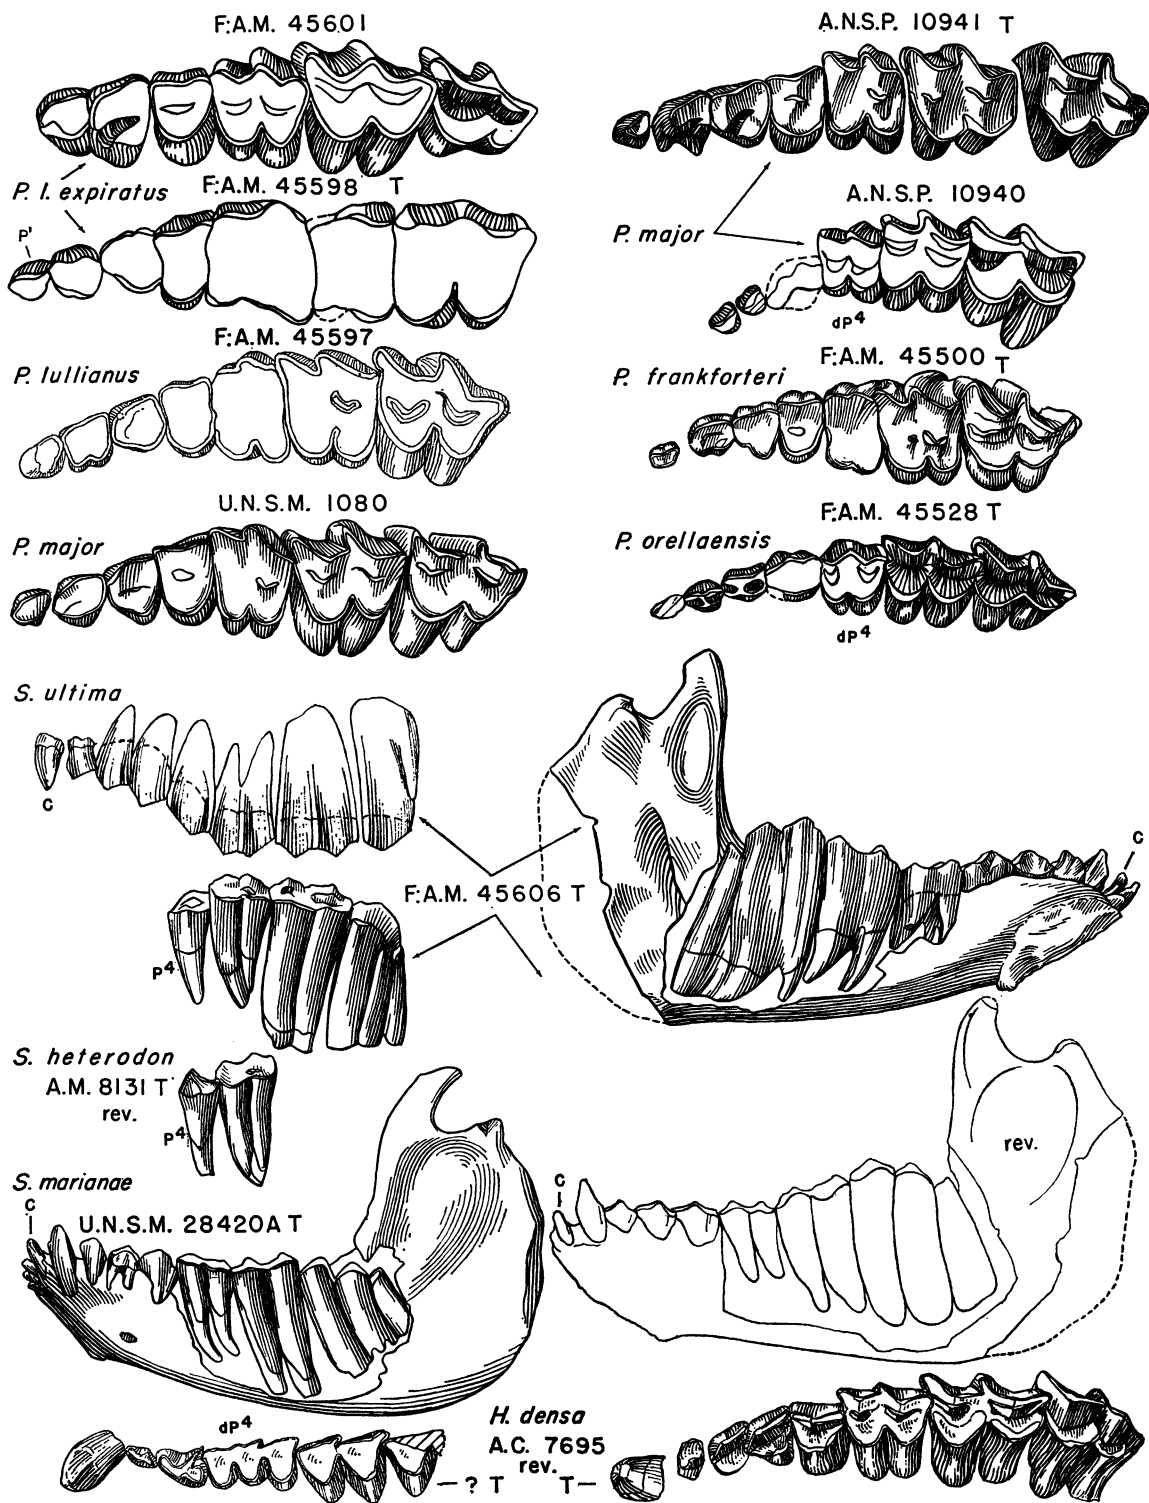 F:A.M. 45601
A.N.S.P. 10941 T
P. l. expiratus
F:A.M. 45598 T
P¹
A.N.S.P. 10940
P. major
dP⁴
F:A.M. 45597
P. lullianus
F:A.M. 45500 T
P. frankforteri
U.N.S.M. 1080
P. major
F:A.M. 45528 T
P. orellaensis
dP⁴
S. ultima
C
C
F:A.M. 45606 T
P⁴
S. heterodon
A.M. 8131 T
rev.
P⁴
rev.
S. marianae
C
U.N.S.M. 28420A T
C
dP⁴
H. densa
A.C. 7695
rev.
—? T T—